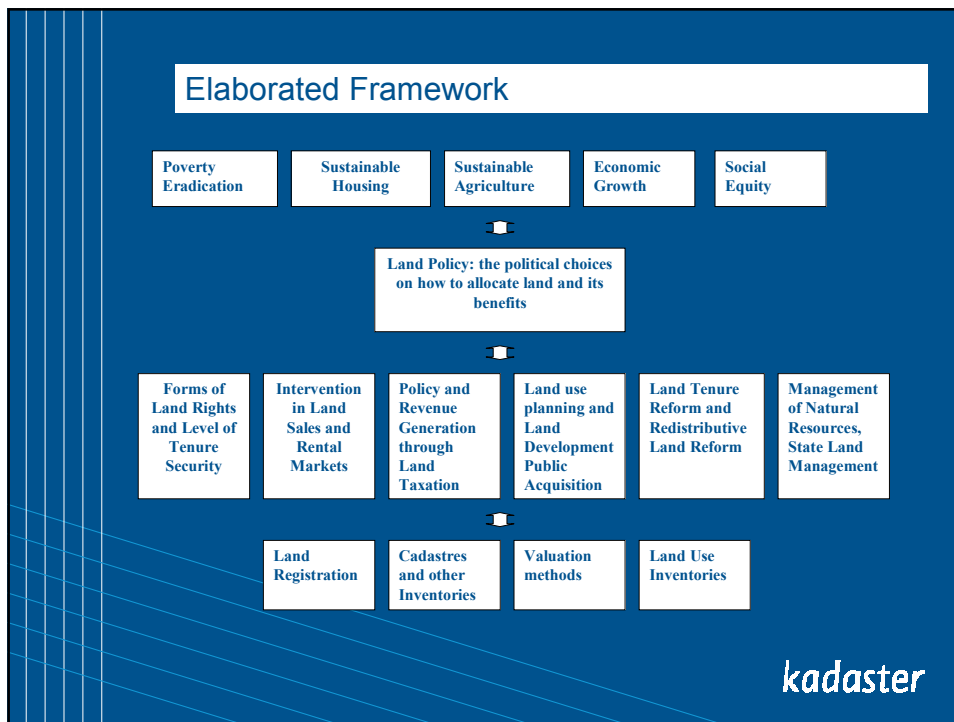 Elaborated Framework
Poverty
Eradication
Sustainable
Housing
Sustainable
Agriculture
Economic
Growth
Social
Equity
Land Policy: the political choices
on how to allocate land and its
benefits
Forms of
Land Rights
and Level of
Tenure
Security
Intervention
in Land
Sales and
Rental
Markets
Policy and
Revenue
Generation
through
Land
Taxation
Land use
planning and
Land
Development
Public
Acquisition
Land Tenure
Reform and
Redistributive
Land Reform
Management
of Natural
Resources,
State Land
Management
Land
Registration
Cadastres
and other
Inventories
Valuation
methods
Land Use
Inventories
kadaster